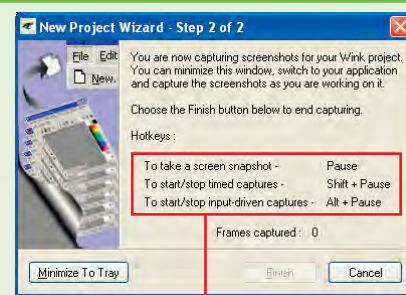 New Project Wizard - Step 2 of 2
File Edit
New.
You are now capturing screenshots for your Wink project.
You can minimize this window, switch to your application
and capture the screenshots as you are working on it.
Choose the Finish button below to end capturing.
Hotkeys :
To take a screen snapshot - Pause
To start/stop timed captures - Shift + Pause
To start/stop input-driven captures - Alt + Pause
Frames captured : 0
Minimize To Tray Finish Cancel